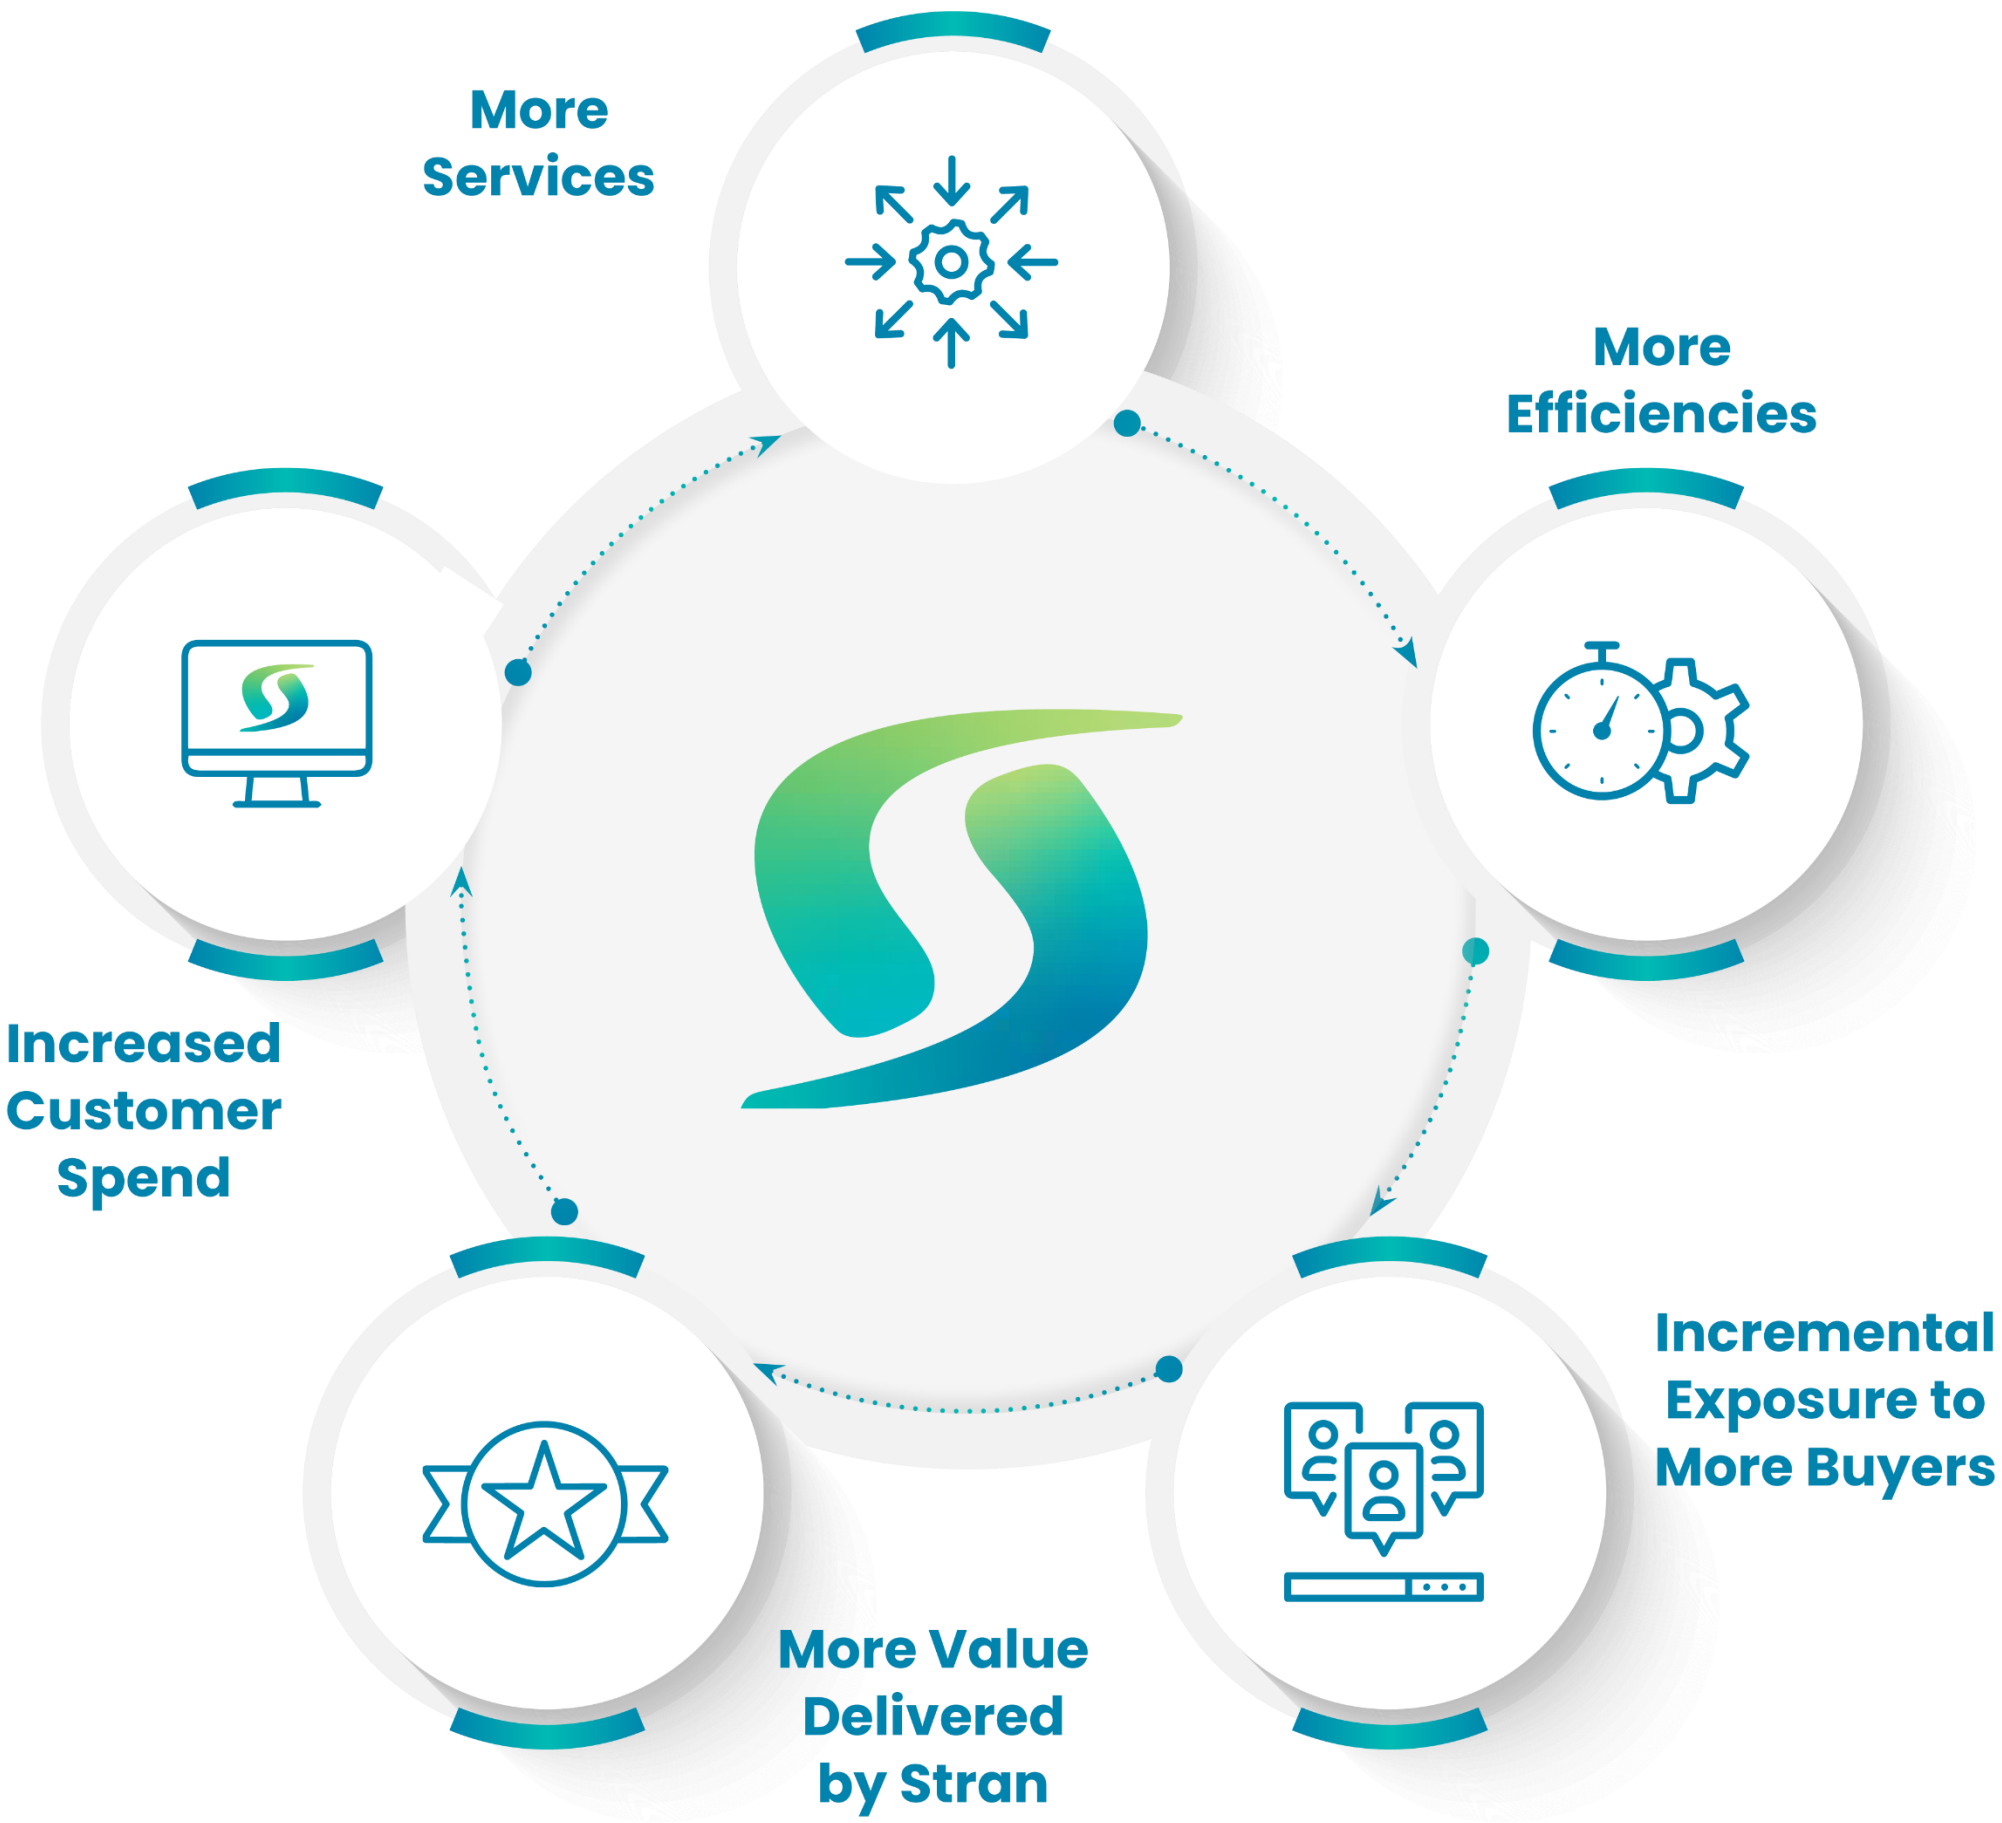 More
Services
More
Efficiencies
Increased
Customer
Spend
Incremental
Exposure to
More Buyers
More Value
Delivered
by Stran